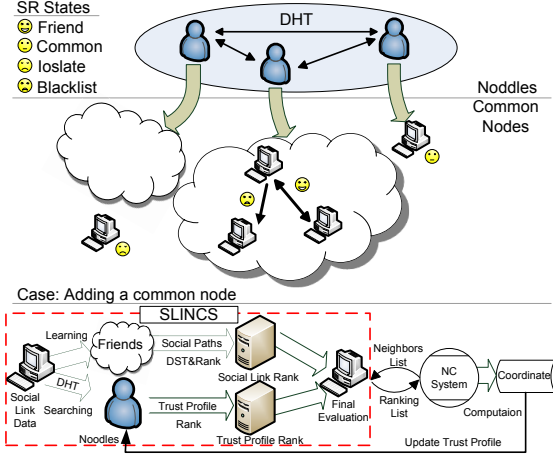 SR States
Friend
Common
Ioslate
Blacklist
DHT
Noddles
Common
Nodes
Case: Adding a common node
SLINCS
Learning
Friends
Social Paths
DST&Rank
Social Link Rank
Social
Link
Data
DHT
Searching
Noodles
Trust Profile
Rank
Trust Profile Rank
Final
Evaluation
Neighbors
List
Ranking
List
NC
System
Computaion
Coordinate
Update Trust Profile